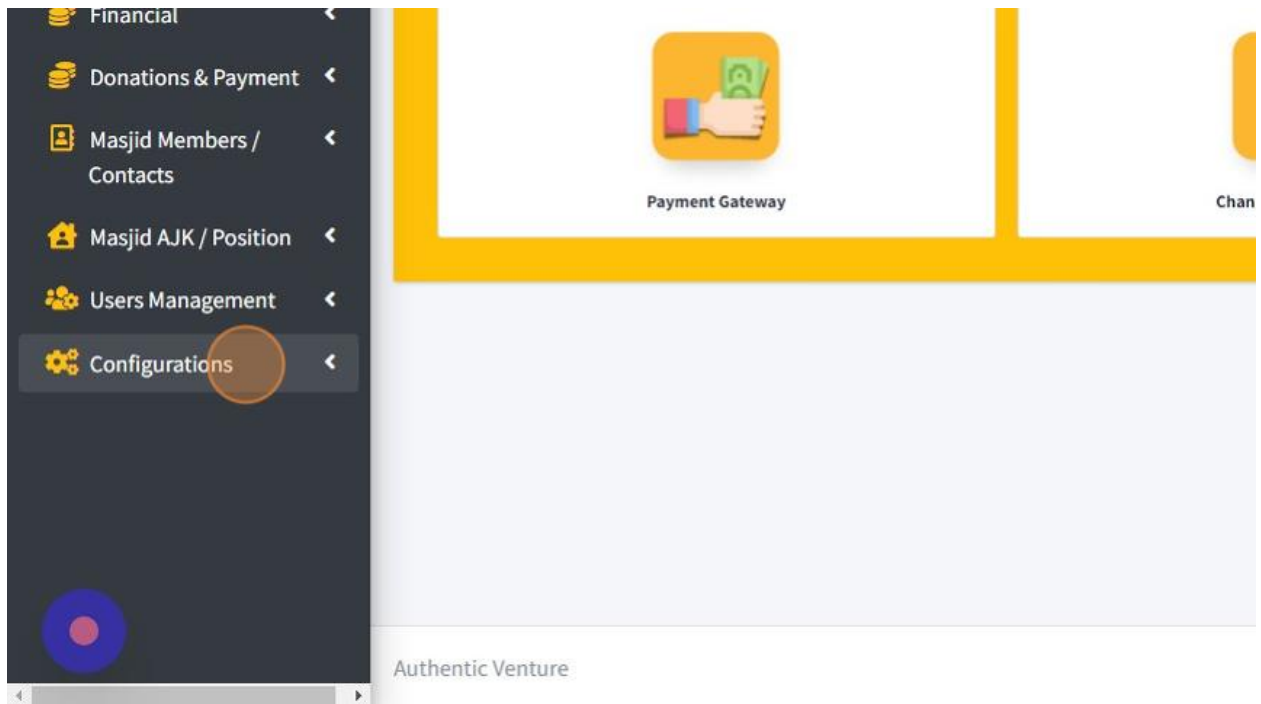 Financial
Donations & Payment
Masjid Members /
Contacts
Masjid AJK / Position
Users Management
Configurations
Payment Gateway
Chan
Authentic Venture